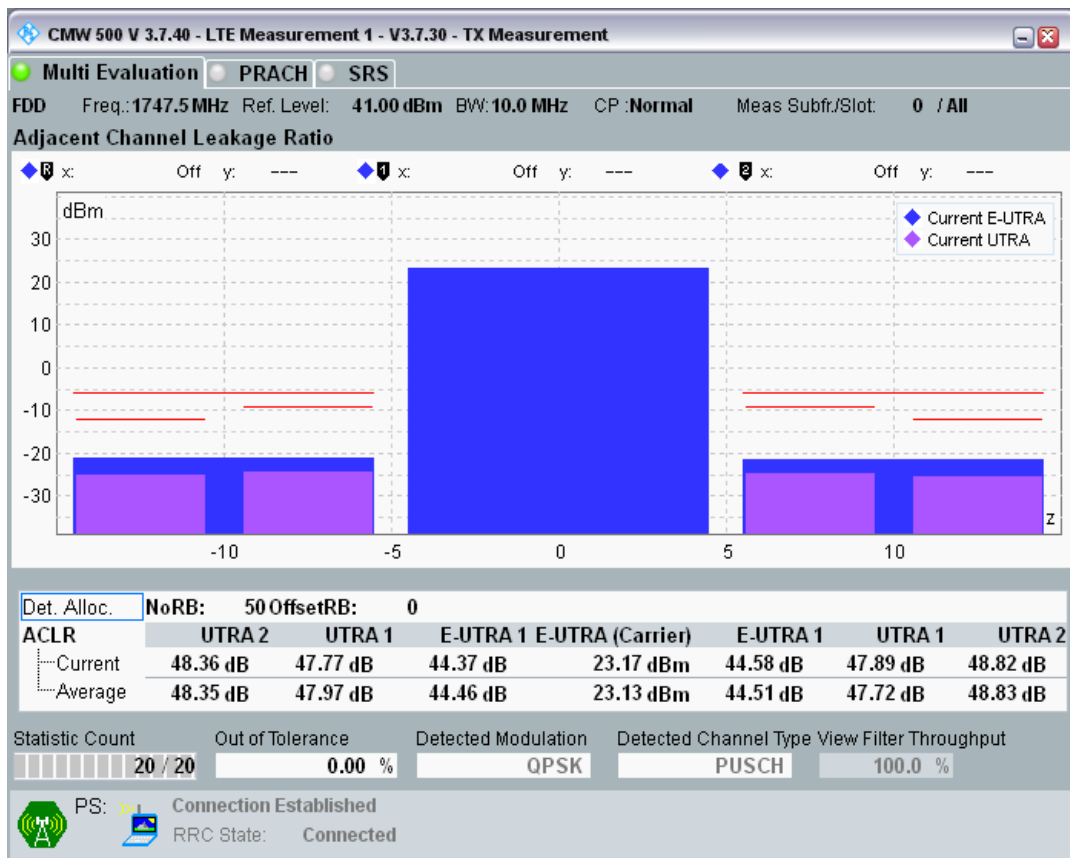 CMW 500 V 3.7.40 - LTE Measurement 1 - V3.7.30 - TX Measurement
Multi Evaluation PRACH SRS
FDD Freq.: 1747.5 MHz Ref. Level: 41.00 dBm BW: 10.0 MHz CP : Normal Meas Subfr./Slot: 0 / All
Adjacent Channel Leakage Ratio
R x: Off y: --- 1 x: Off y: --- 2 x: Off y: ---
dBm
Current E-UTRA
Current UTRA
30
20
10
0
-10
-20
-30
z
-10 -5 0 5 10
Det. Alloc. NoRB: 50 OffsetRB: 0
ACLR UTRA 2 UTRA 1 E-UTRA 1 E-UTRA (Carrier) E-UTRA 1 UTRA 1 UTRA 2
Current 48.36 dB 47.77 dB 44.37 dB 23.17 dBm 44.58 dB 47.89 dB 48.82 dB
Average 48.35 dB 47.97 dB 44.46 dB 23.13 dBm 44.51 dB 47.72 dB 48.83 dB
Statistic Count Out of Tolerance Detected Modulation Detected Channel Type View Filter Throughput
20 / 20 0.00 % QPSK PUSCH 100.0 %
PS: Connection Established
RRC State: Connected